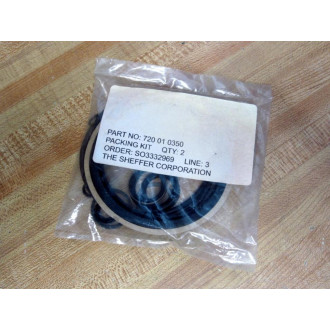 PART NO: 720 01 0350
PACKING KIT QTY: 2
ORDER: SO3332969 LINE: 3
THE SHEFFER CORPORATION